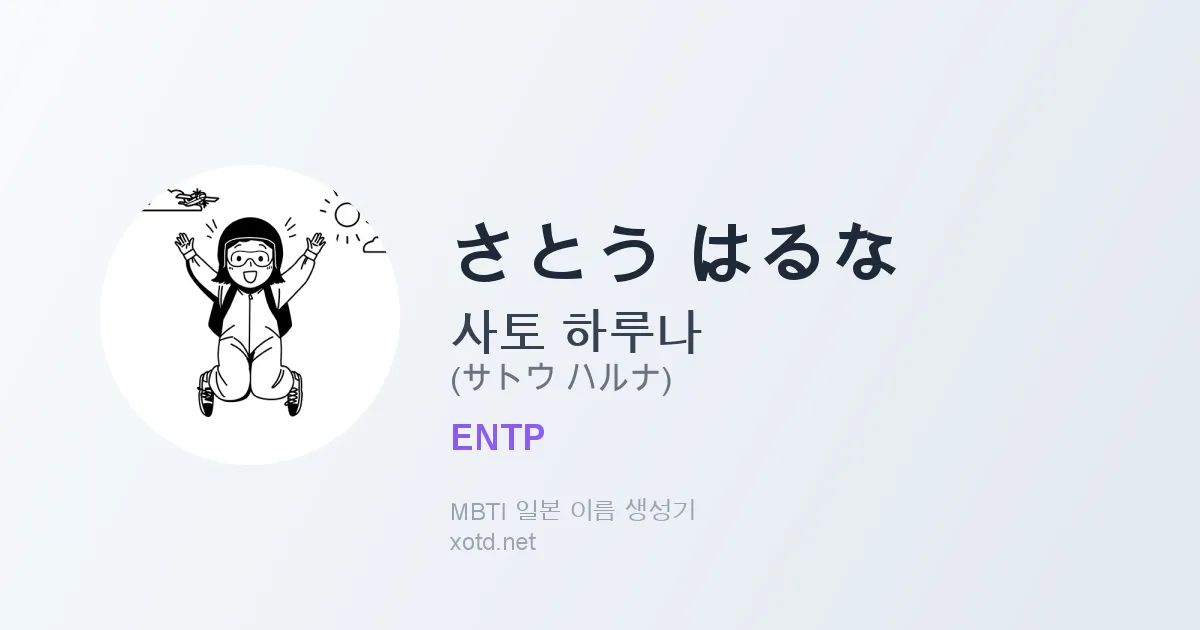 さとう はるな
사토 하루나
(サトウ ハルナ)
ENTP
MBTI 일본 이름 생성기
xotd.net